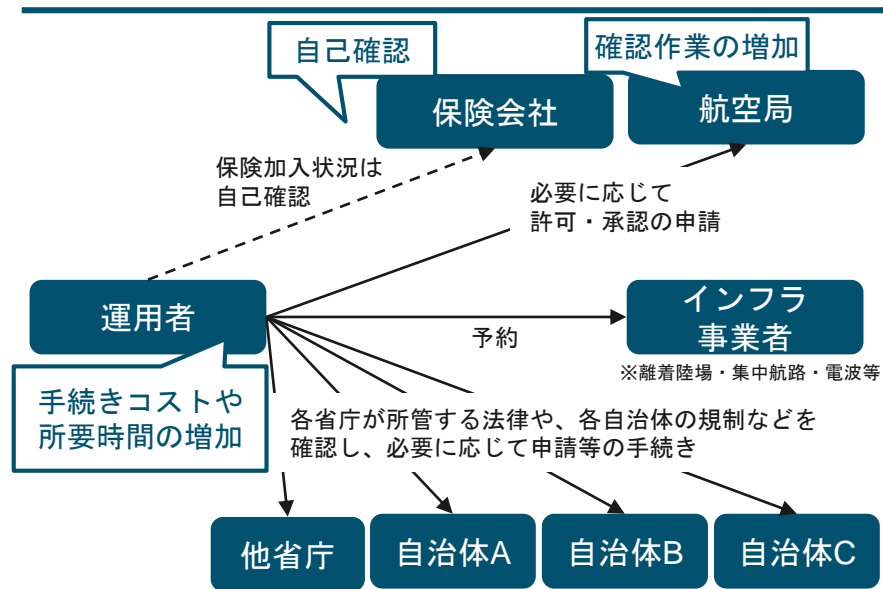 自己確認
確認作業の増加
保険会社
航空局
保険加入状況は
自己確認
必要に応じて
許可・承認の申請
運用者
予約
インフラ
事業者
※離着陸場・集中航路・電波等
手続きコストや
所要時間の増加
各省庁が所管する法律や、各自治体の規制などを
確認し、必要に応じて申請等の手続き
他省庁
自治体A
自治体B
自治体C